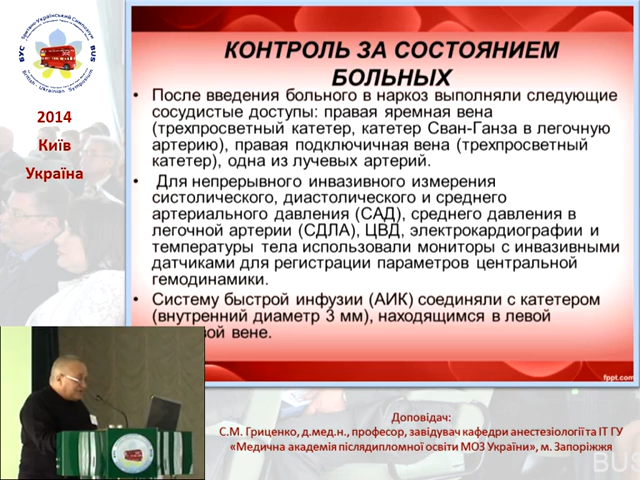 БУС
BUS
2014
Київ
Україна
КОНТРОЛЬ ЗА СОСТОЯНИЕМ
БОЛЬНЫХ
• После введения больного в наркоз выполняли следующие
сосудистые доступы: правая яремная вена
(трехпросветный катетер, катетер Сван-Ганза в легочную
артерию), правая подключичная вена (трехпросветный
катетер), одна из лучевых артерий.
• Для непрерывного инвазивного измерения
систолического, диастолического и среднего
артериального давления (САД), среднего давления в
легочной артерии (СДЛА), ЦВД, электрокардиографии и
температуры тела использовали мониторы с инвазивными
датчиками для регистрации параметров центральной
гемодинамики.
• Систему быстрой инфузии (АИК) соединяли с катетером
(внутренний диаметр 3 мм), находящимся в левой
вене.
fppt.com
Доповідач:
С.М. Гриценко, д.мед.н., професор, завідувач кафедри анестезіології та ІТ ГУ
«Медична академія післядипломної освіти МОЗ України», м. Запоріжжя
BUS